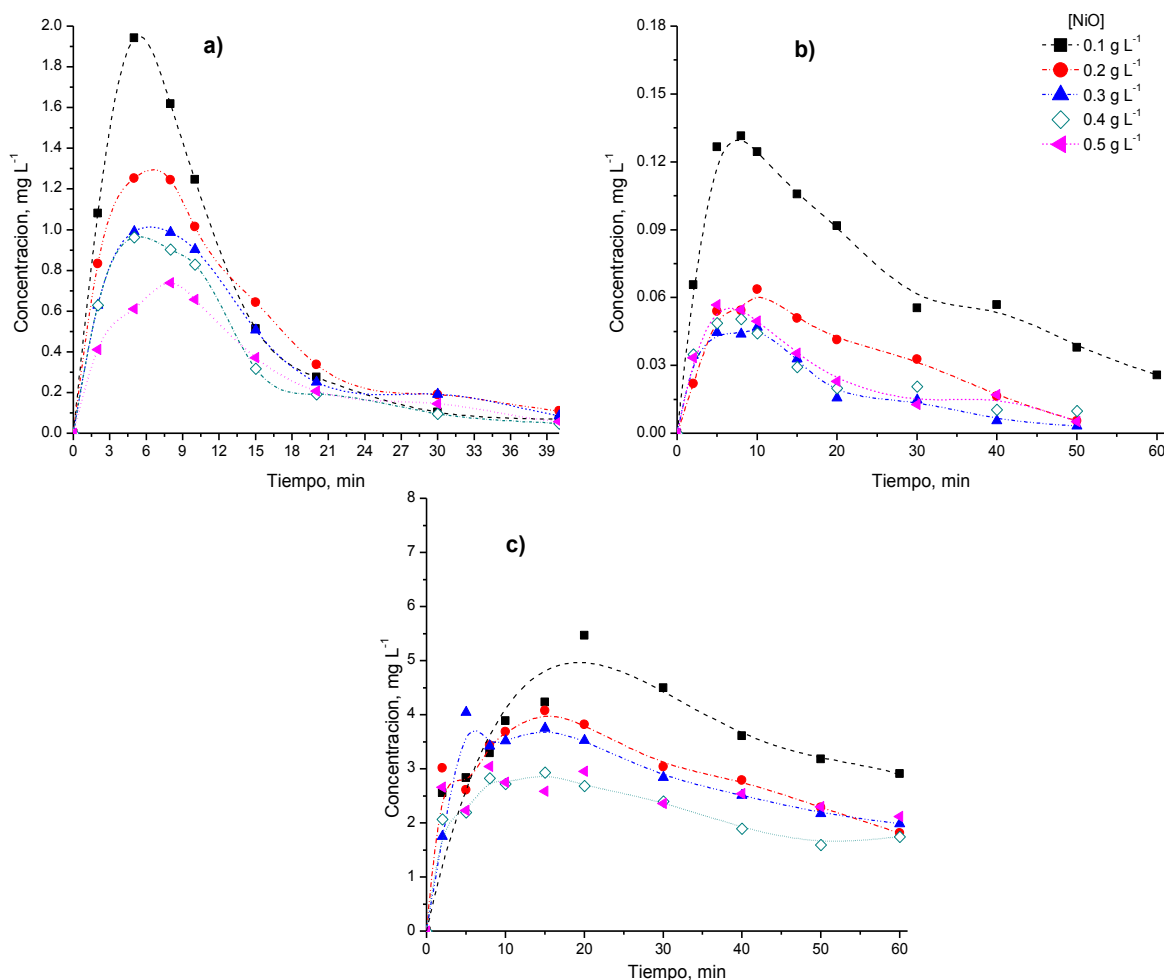 a)
2.0
1.8
1.6
1.4
1.2
1.0
0.8
0.6
0.4
0.2
0.0
Concentracion, mg L-1
0 3 6 9 12 15 18 21 24 27 30 33 36 39
Tiempo, min
b)
0.18
0.15
0.12
0.09
0.06
0.03
0.00
Concentracion, mg L-1
0 10 20 30 40 50 60
Tiempo, min
[NiO]
0.1 g L-1
0.2 g L-1
0.3 g L-1
0.4 g L-1
0.5 g L-1
c)
8
7
6
5
4
3
2
1
0
Concentracion, mg L-1
0 10 20 30 40 50 60
Tiempo, min